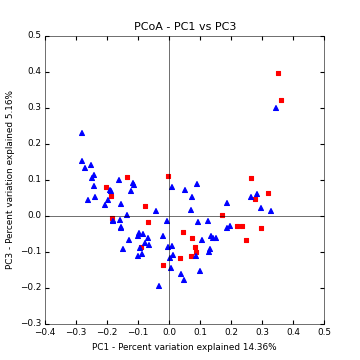 PCoA - PC1 vs PC3
PC3 - Percent variation explained 5.16%
0.5
0.4
0.3
0.2
0.1
0.0
−0.1
−0.2
−0.3
−0.4 −0.3 −0.2 −0.1 0.0 0.1 0.2 0.3 0.4 0.5
PC1 - Percent variation explained 14.36%